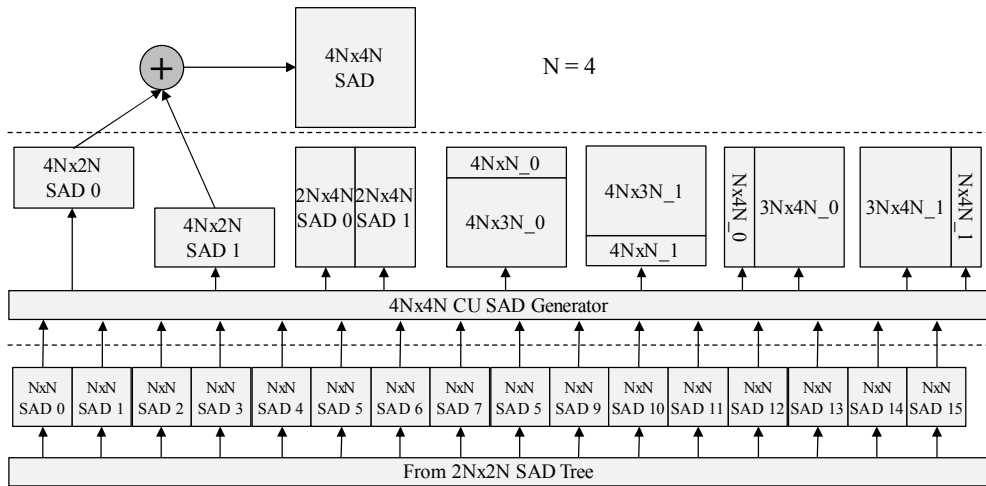 4Nx4N
SAD
N = 4
4Nx2N
SAD 0
4Nx2N
SAD 1
2Nx4N
SAD 0
2Nx4N
SAD 1
4NxN_0
4Nx3N_0
4Nx3N_1
4NxN_1
Nx4N_0
3Nx4N_0
3Nx4N_1
Nx4N_1
4Nx4N CU SAD Generator
NxN
SAD 0
NxN
SAD 1
NxN
SAD 2
NxN
SAD 3
NxN
SAD 4
NxN
SAD 5
NxN
SAD 6
NxN
SAD 7
NxN
SAD 5
NxN
SAD 9
NxN
SAD 10
NxN
SAD 11
NxN
SAD 12
NxN
SAD 13
NxN
SAD 14
NxN
SAD 15
From 2Nx2N SAD Tree